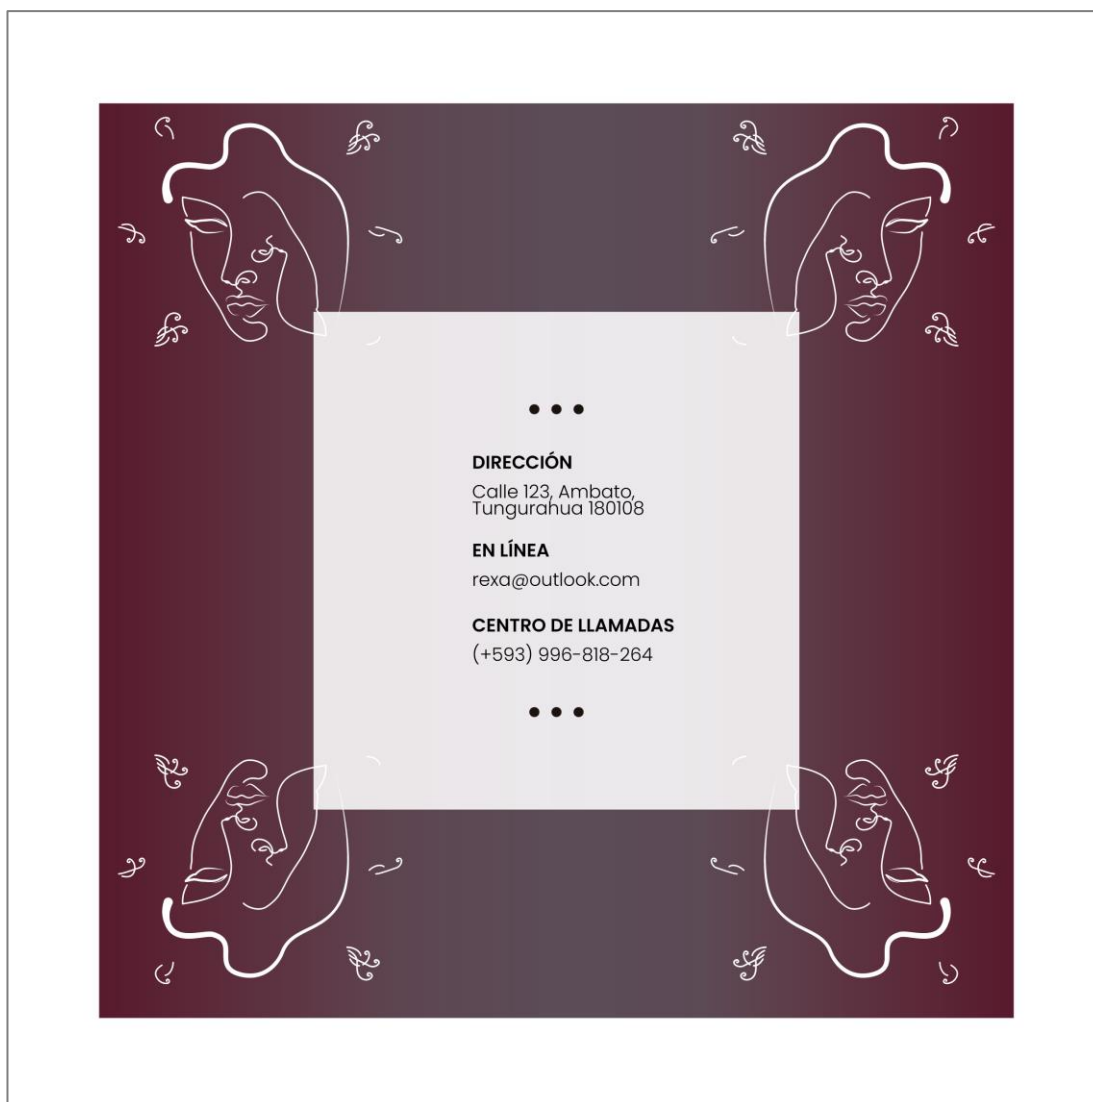 DIRECCIÓN
Calle 123, Ambato,
Tungurahua 180108
EN LÍNEA
rexa@outlook.com
CENTRO DE LLAMADAS
(+593) 996-818-264